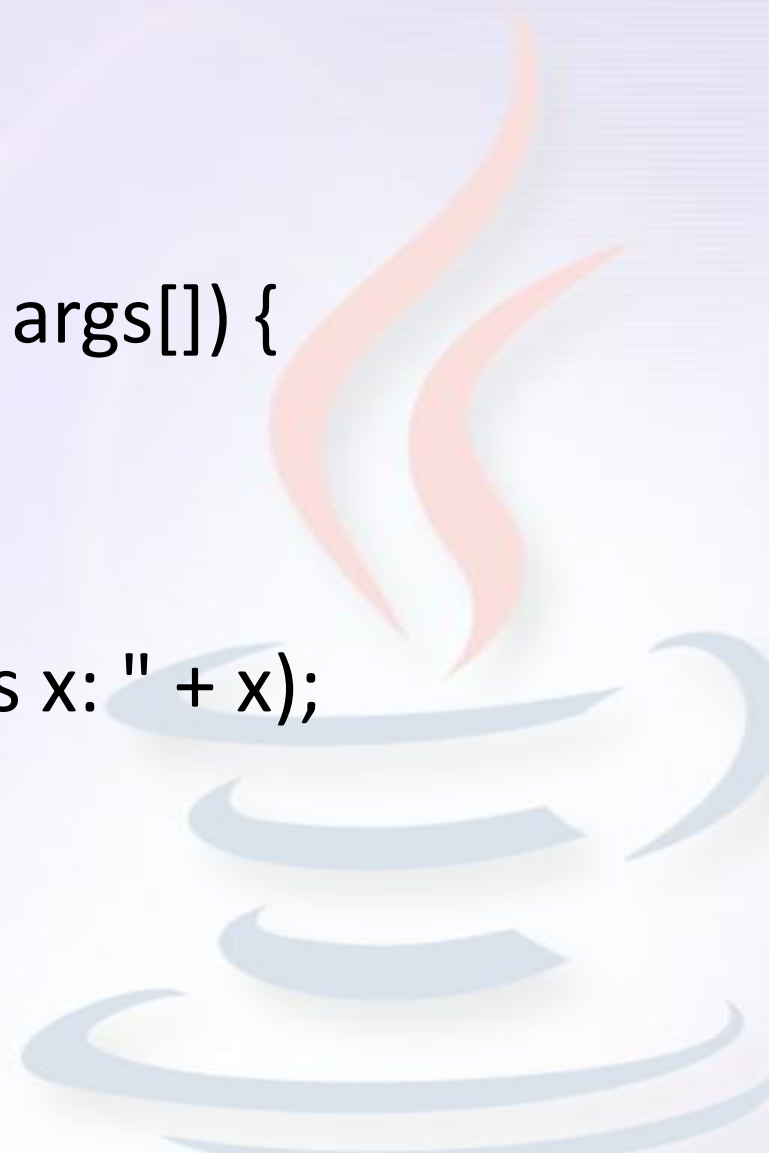 args[]) {
s x: " + x);